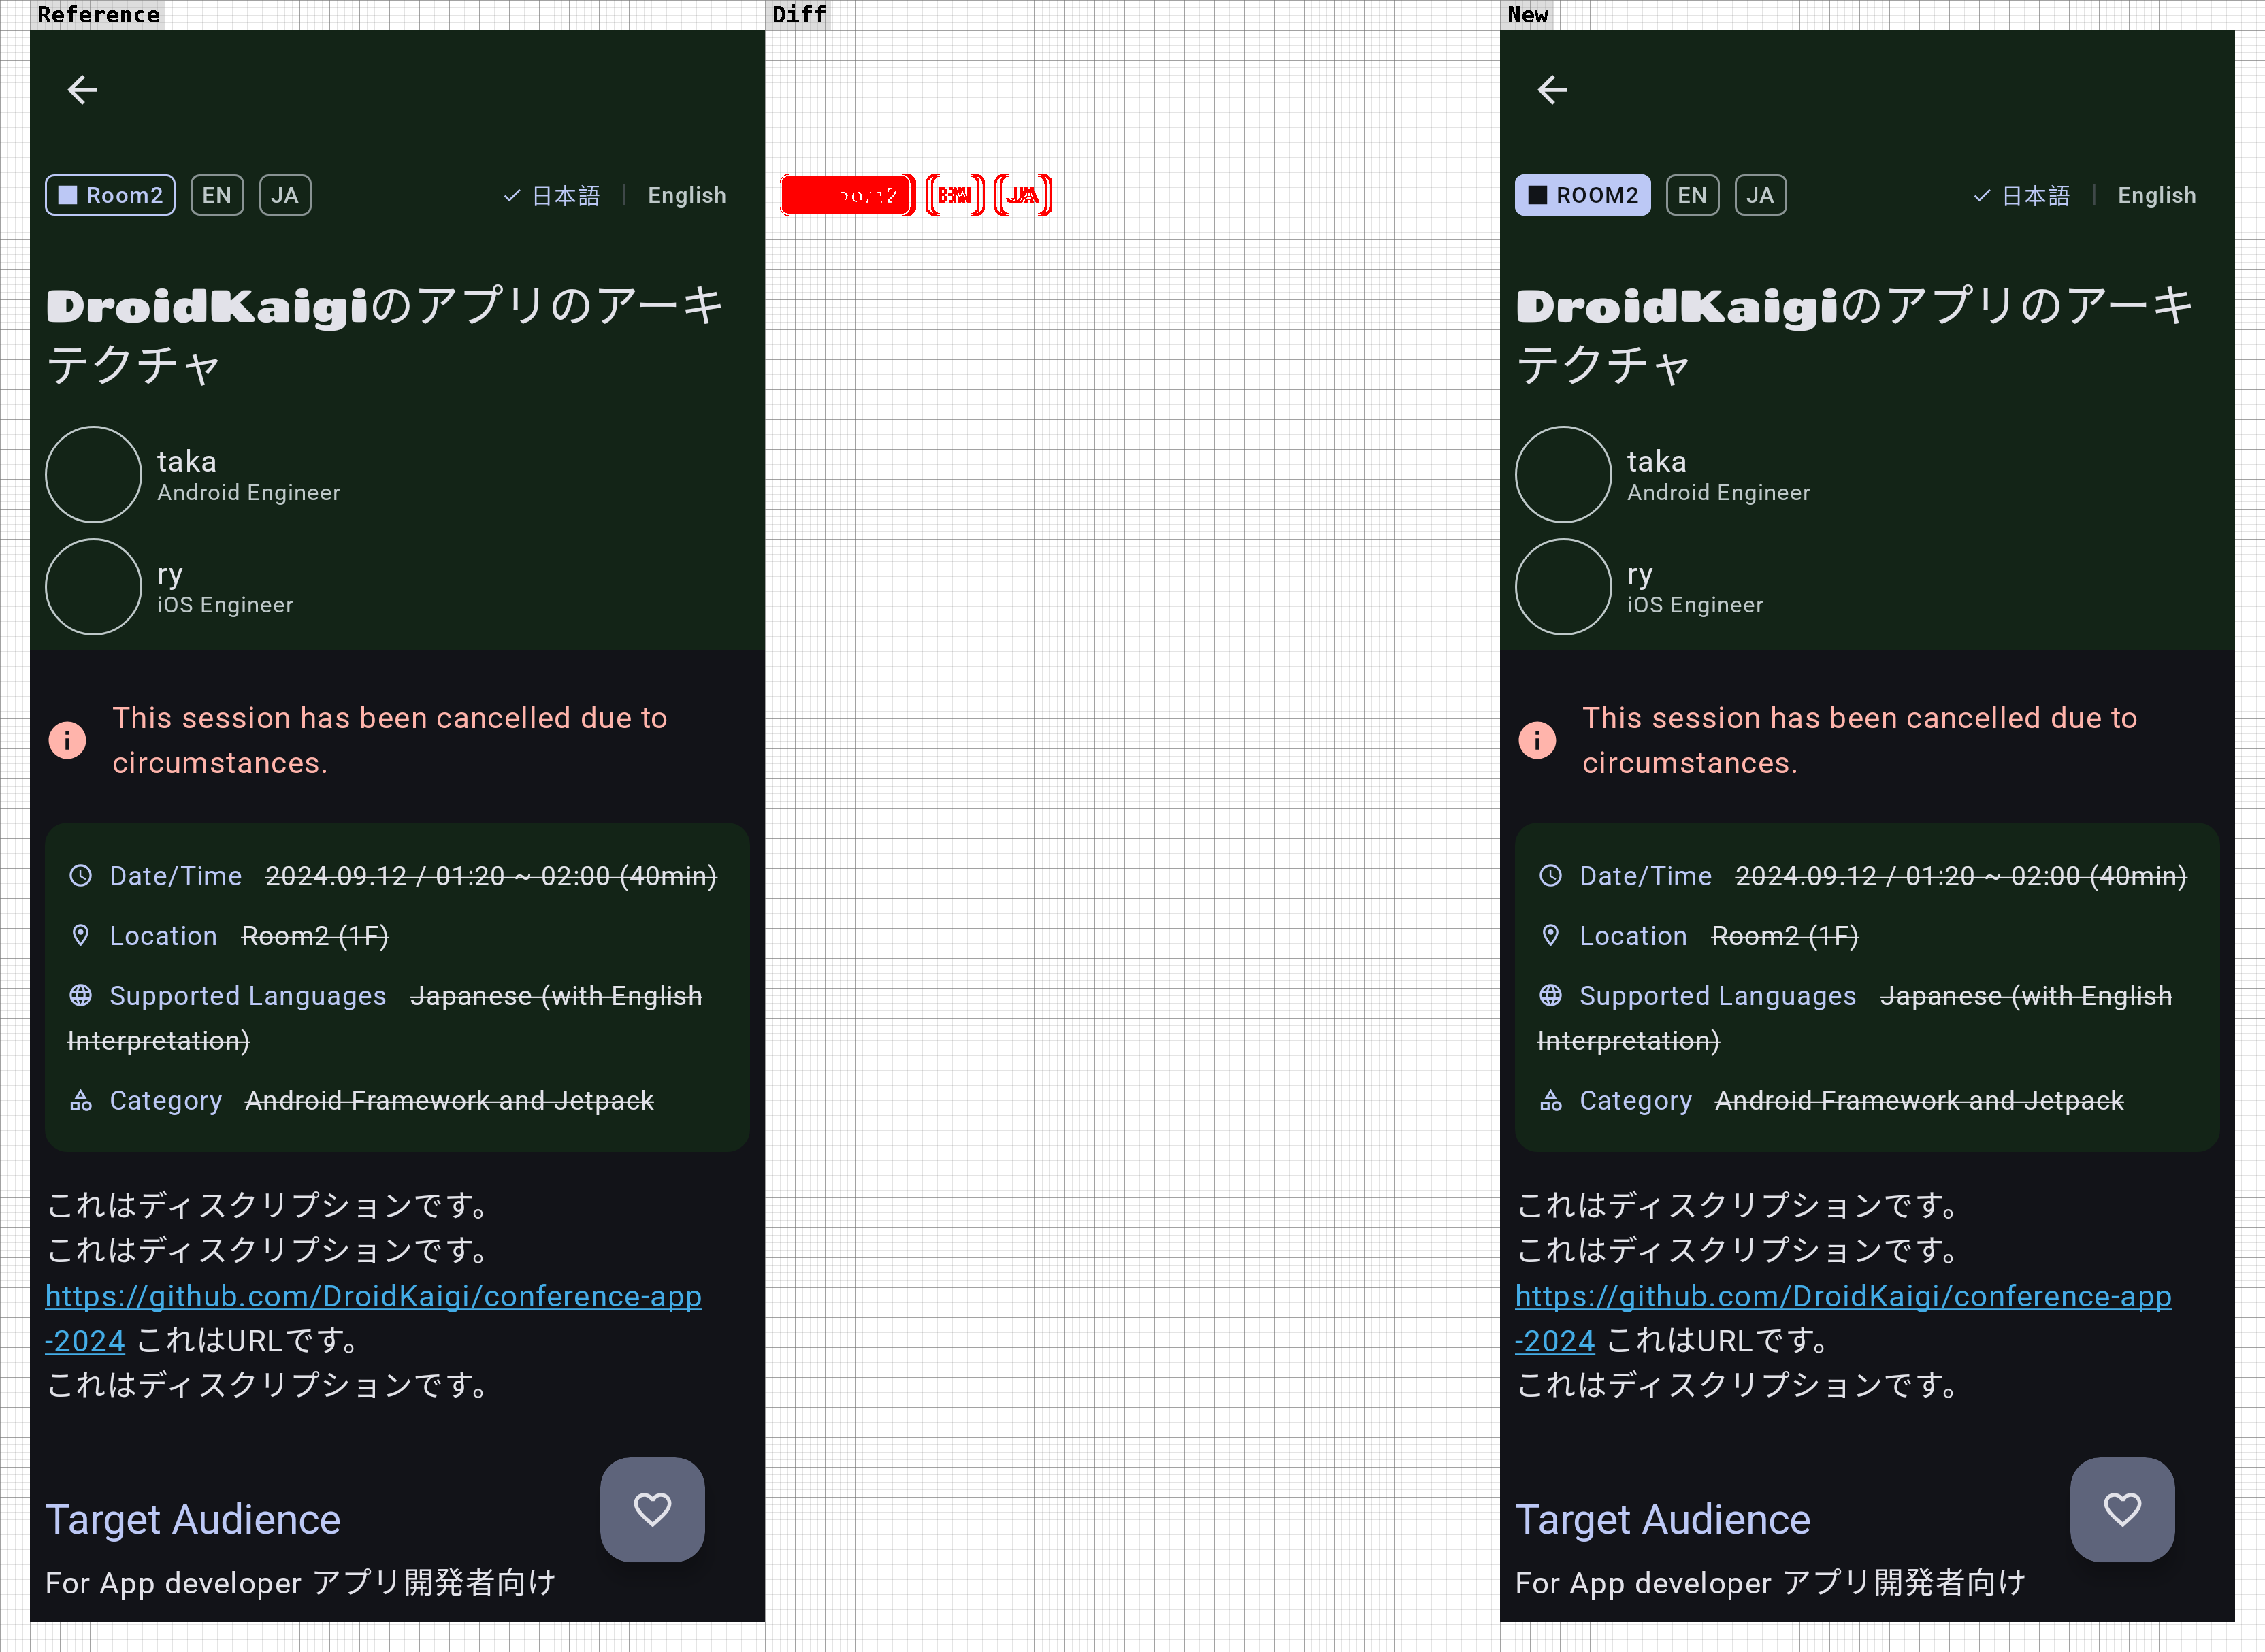 Reference
Room2 EN JA 日本語 English
DroidKaigiのアプリのアーキ
テクチャ
taka
Android Engineer
ry
iOS Engineer
This session has been cancelled due to
circumstances.
Date/Time 2024.09.12 / 01:20 ~ 02:00 (40min)
Location Room2 (1F)
Supported Languages Japanese (with English
Interpretation)
Category Android Framework and Jetpack
これはディスクリプションです。
これはディスクリプションです。
https://github.com/DroidKaigi/conference-app
-2024 これはURLです。
これはディスクリプションです。
Target Audience
For App developer アプリ開発者向け
Diff
New
ROOM2 EN JA 日本語 English
DroidKaigiのアプリのアーキ
テクチャ
taka
Android Engineer
ry
iOS Engineer
This session has been cancelled due to
circumstances.
Date/Time 2024.09.12 / 01:20 ~ 02:00 (40min)
Location Room2 (1F)
Supported Languages Japanese (with English
Interpretation)
Category Android Framework and Jetpack
これはディスクリプションです。
これはディスクリプションです。
https://github.com/DroidKaigi/conference-app
-2024 これはURLです。
これはディスクリプションです。
Target Audience
For App developer アプリ開発者向け